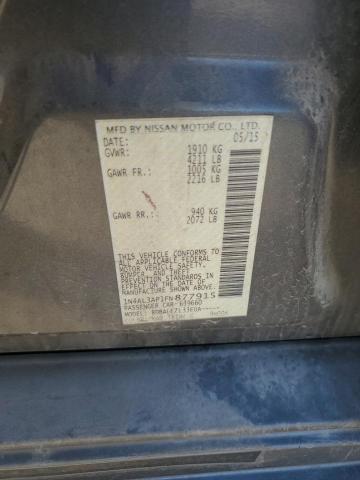 MFD BY NISSAN MOTOR CO., LTD.
05/15
GVWR: 1910 KG
4211 LB
GAWR FR.: 1005 KG
2216 LB
GAWR RR.: 940 KG
2072 LB
THIS VEHICLE CONFORMS TO
ALL APPLICABLE FEDERAL
MOTOR VEHICLE SAFETY,
BUMPER, AND THEFT
PREVENTION STANDARDS
IN EFFECT ON THE DATE OF
MANUFACTURE SHOWN
ABOVE.
1N4AL3AP1FN877915
PASSENGER CAR
MODEL: